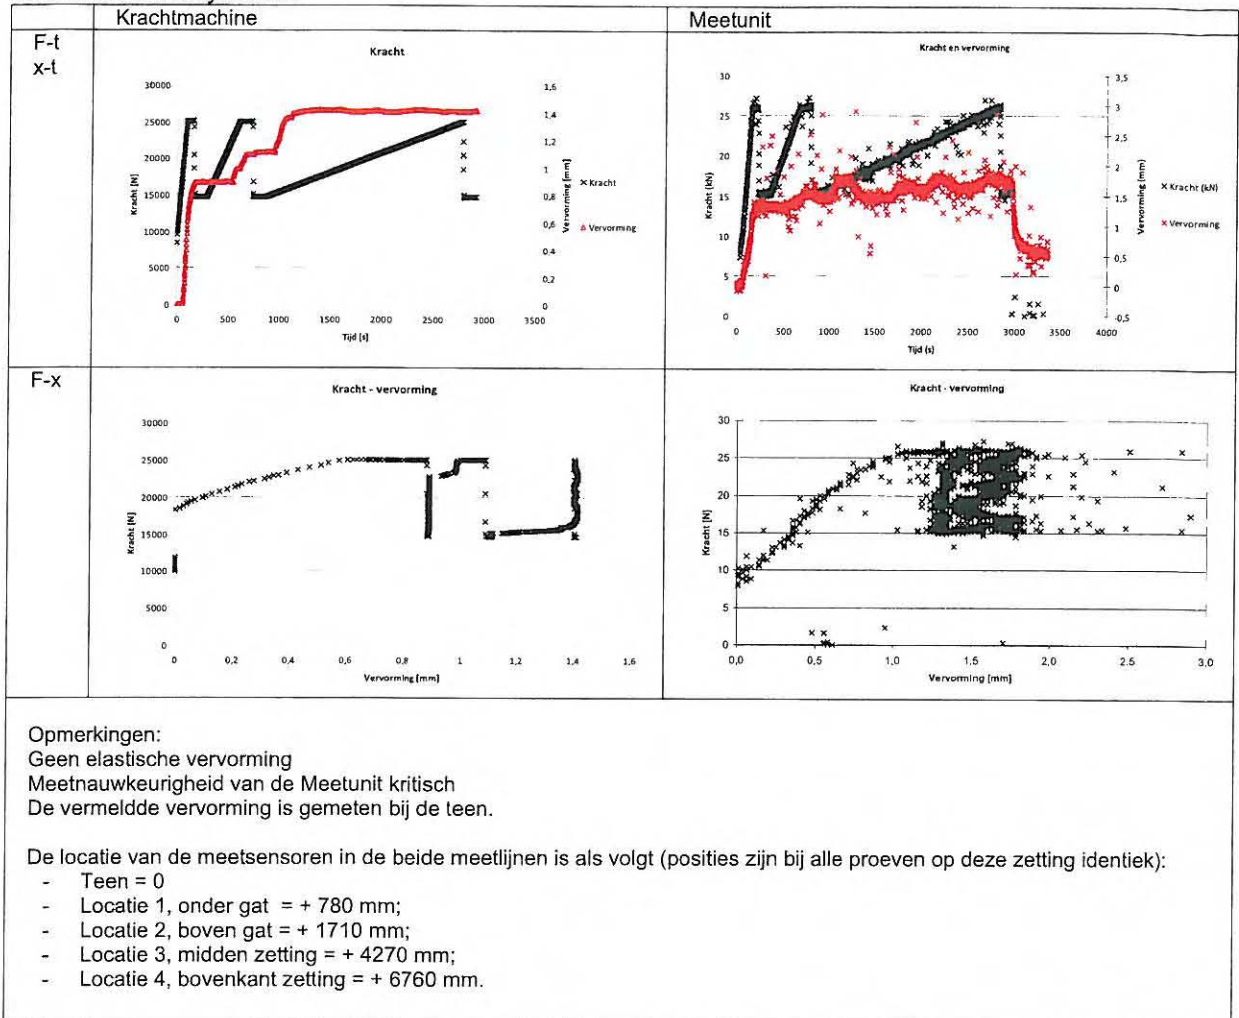 Krachtmachine
Meetunit
F-t
x-t
Kracht
30000
25000
20000
15000
10000
5000
0
Kracht [N]
1,6
1,4
1,2
1
0,8
0,6
0,4
0,2
0
Vervorming [mm]
× Kracht
Vervorming
0 500 1000 1500 2000 2500 3000 3500
Tijd [s]
Kracht en vervorming
30
25
20
15
10
5
0
Kracht (kN)
3,5
3
2,5
2
1,5
1
0,5
0
-0,5
Vervorming (mm)
× Kracht (kN)
× Vervorming
0 500 1000 1500 2000 2500 3000 3500 4000
Tijd (s)
F-x
Kracht - vervorming
30000
25000
20000
15000
10000
5000
0
Kracht [N]
0 0,2 0,4 0,6 0,8 1 1,2 1,4 1,6
Vervorming [mm]
Kracht - vervorming
30
25
20
15
10
5
0
Kracht [N]
0,0 0,5 1,0 1,5 2,0 2,5 3,0
Vervorming [mm]
Opmerkingen:
Geen elastische vervorming
Meetnauwkeurigheid van de Meetunit kritisch
De vermeldde vervorming is gemeten bij de teen.
De locatie van de meetsensoren in de beide meetlijnen is als volgt (posities zijn bij alle proeven op deze zetting identiek):
- Teen = 0
- Locatie 1, onder gat = + 780 mm;
- Locatie 2, boven gat = + 1710 mm;
- Locatie 3, midden zetting = + 4270 mm;
- Locatie 4, bovenkant zetting = + 6760 mm.